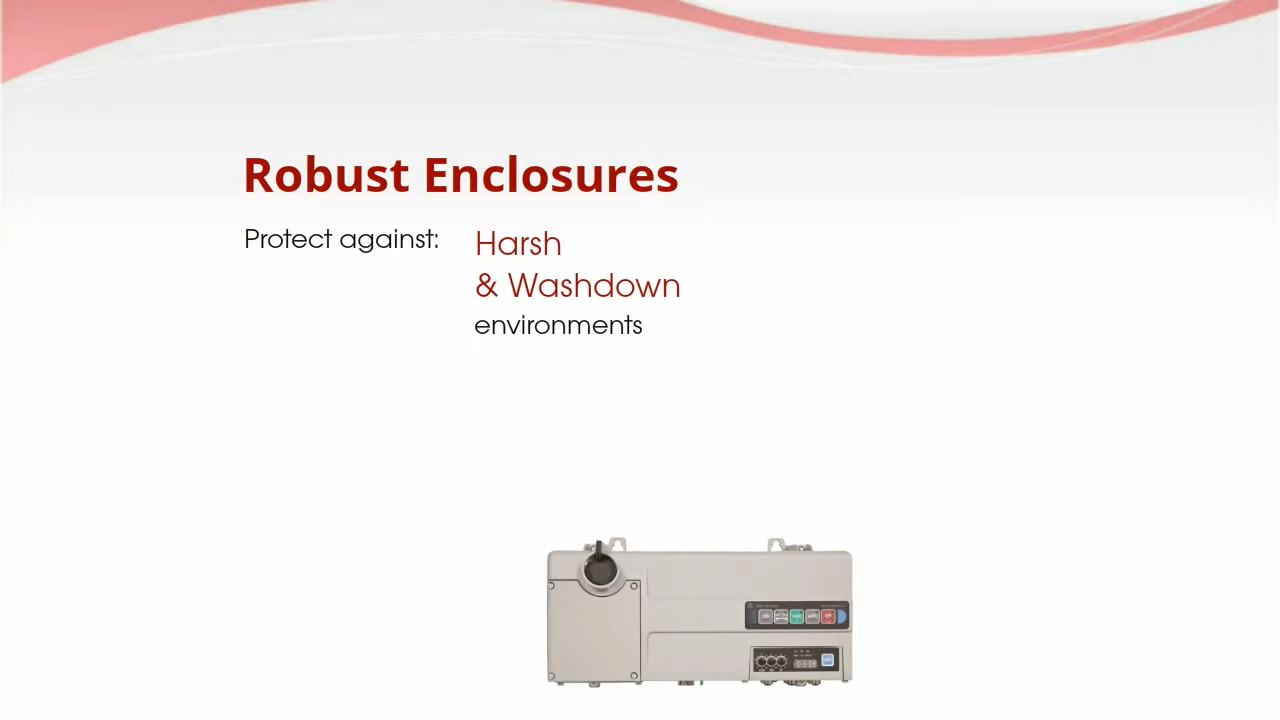 Robust Enclosures
Protect against:
Harsh
& Washdown
environments